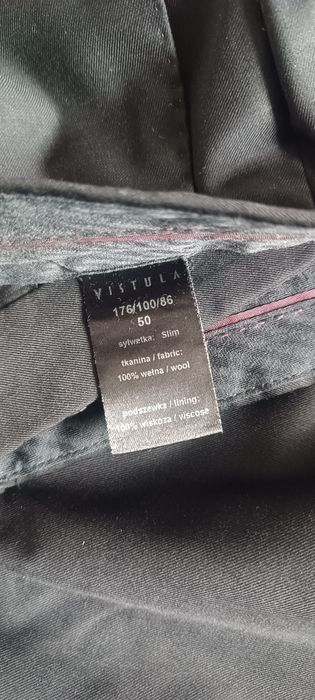 VISTULA
176/100/86
50
sylwetka: Slim
tkanina / fabric:
100% wełna / wool
podszewka / lining:
100% wiskoza / viscose